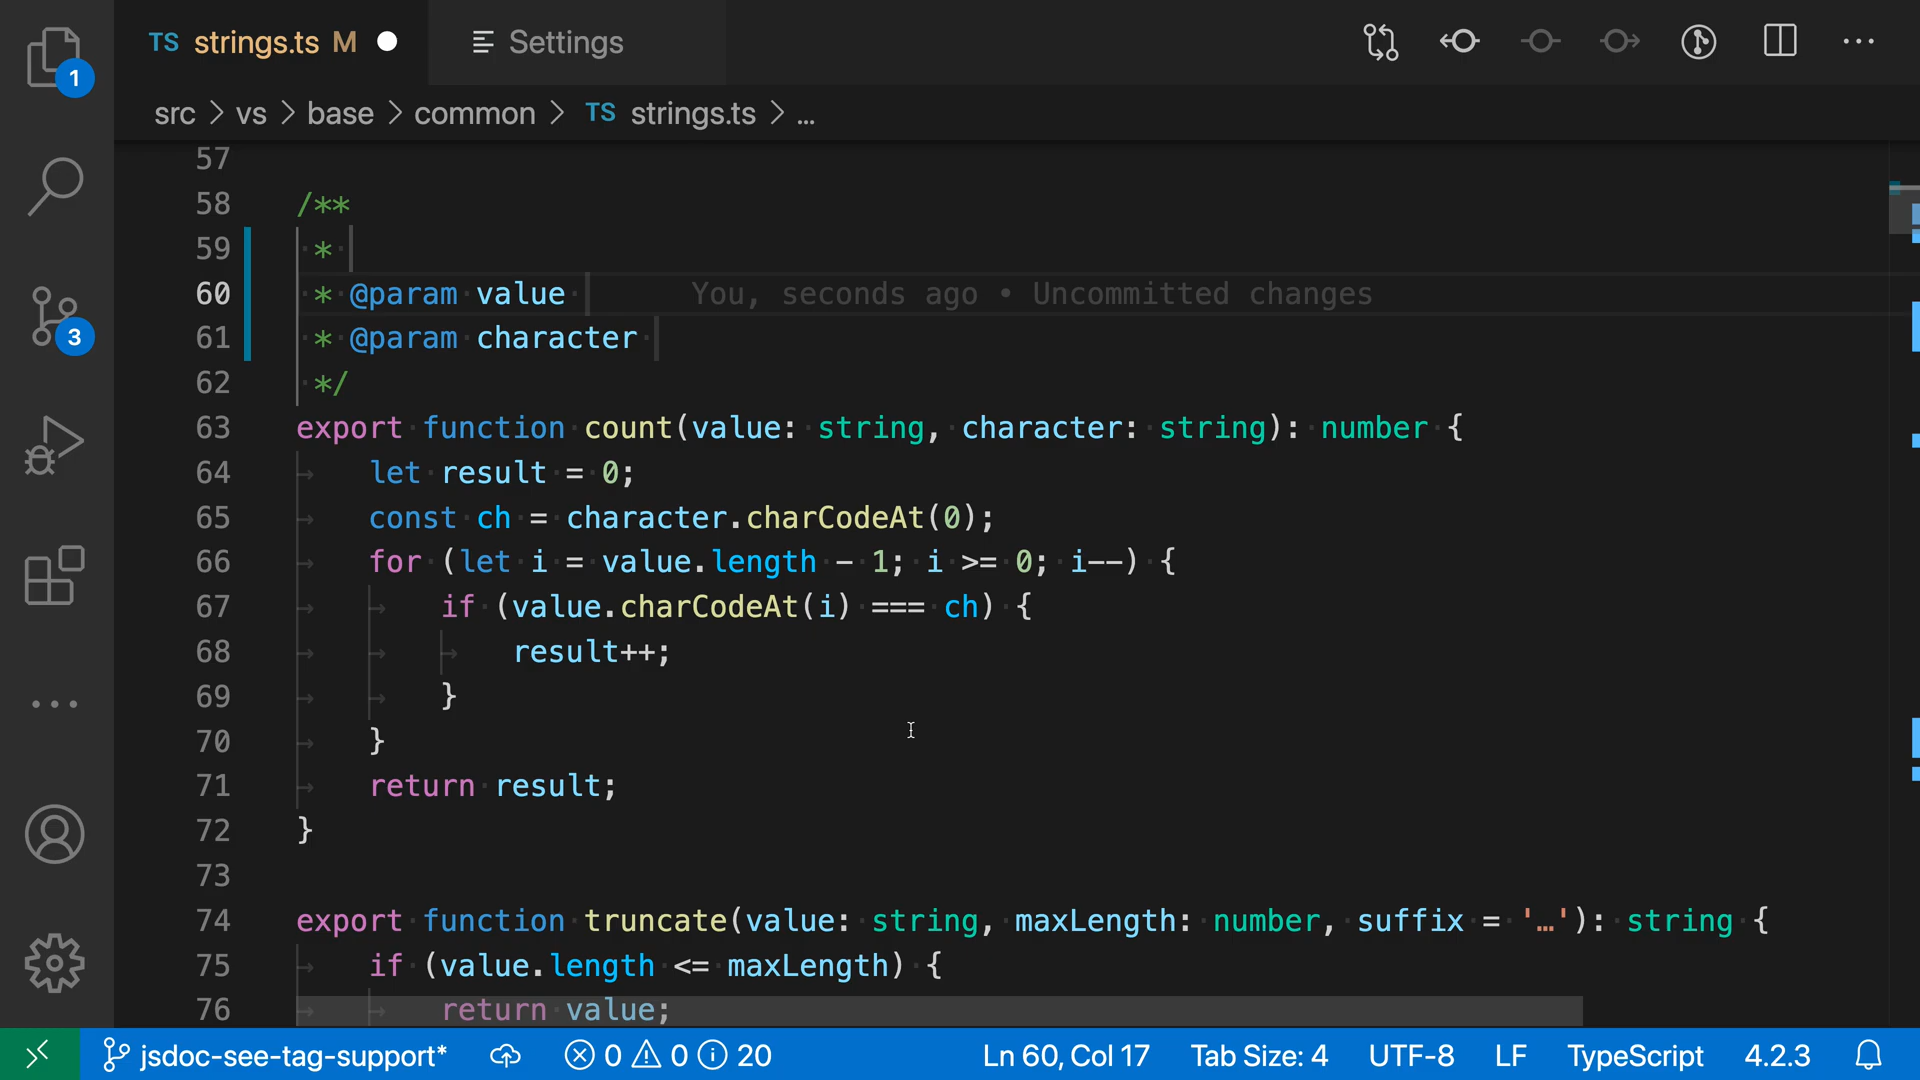 TS strings.ts M
Settings
1
src > vs > base > common > TS strings.ts > ...
57
58 /**
59 *
60 * @param value You, seconds ago • Uncommitted changes
61 * @param character
62 */
63 export function count(value: string, character: string): number {
64 let result = 0;
65 const ch = character.charCodeAt(0);
66 for (let i = value.length - 1; i >= 0; i--) {
67 if (value.charCodeAt(i) === ch) {
68 result++;
69 }
70 }
71 return result;
72 }
73
74 export function truncate(value: string, maxLength: number, suffix = '…'): string {
75 if (value.length <= maxLength) {
76 return value;
3
jsdoc-see-tag-support* 0 0 20 Ln 60, Col 17 Tab Size: 4 UTF-8 LF TypeScript 4.2.3